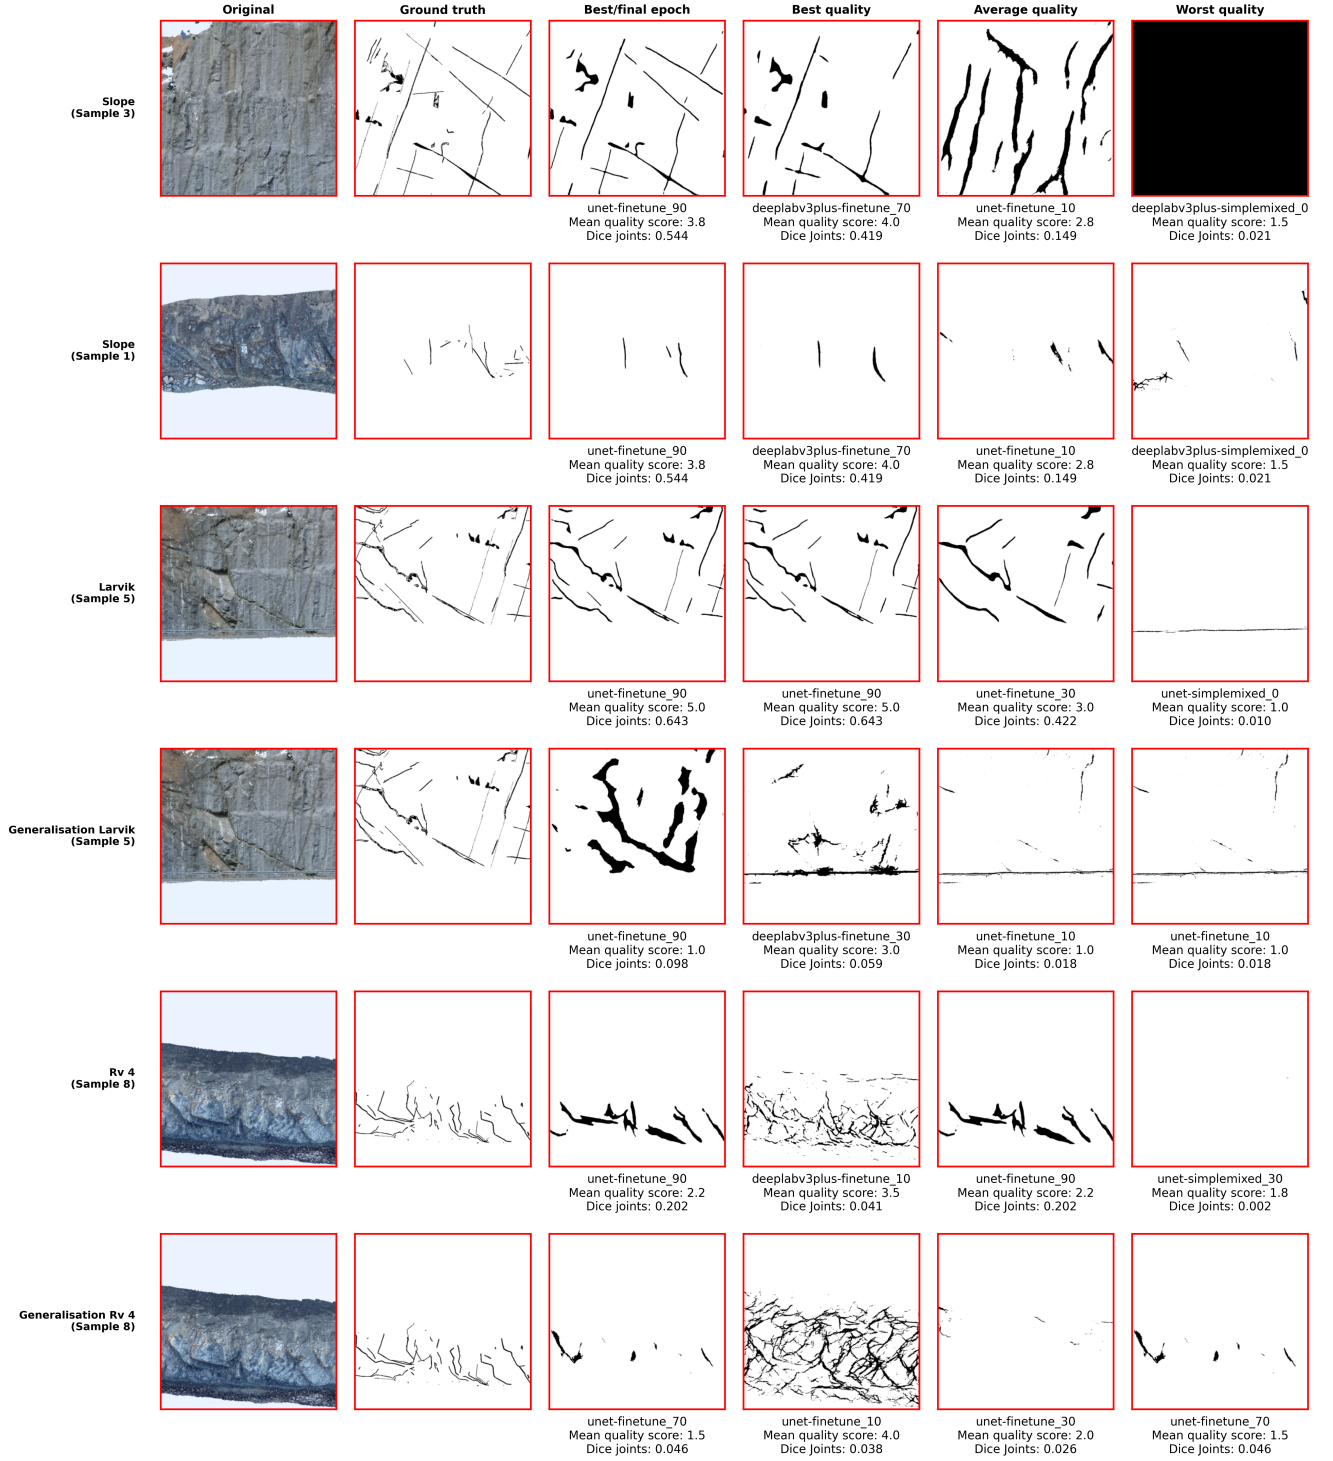 Original
Ground truth
Best/final epoch
Best quality
Average quality
Worst quality
Slope
(Sample 3)
unet-finetune_90
Mean quality score: 3.8
Dice joints: 0.544
deeplabv3plus-finetune_70
Mean quality score: 4.0
Dice Joints: 0.419
unet-finetune_10
Mean quality score: 2.8
Dice Joints: 0.149
deeplabv3plus-simplemixed_0
Mean quality score: 1.5
Dice Joints: 0.021
Slope
(Sample 1)
unet-finetune_90
Mean quality score: 3.8
Dice joints: 0.544
deeplabv3plus-finetune_70
Mean quality score: 4.0
Dice Joints: 0.419
unet-finetune_10
Mean quality score: 2.8
Dice Joints: 0.149
deeplabv3plus-simplemixed_0
Mean quality score: 1.5
Dice Joints: 0.021
Larvik
(Sample 5)
unet-finetune_90
Mean quality score: 5.0
Dice joints: 0.643
unet-finetune_90
Mean quality score: 5.0
Dice Joints: 0.643
unet-finetune_30
Mean quality score: 3.0
Dice Joints: 0.422
unet-simplemixed_0
Mean quality score: 1.0
Dice Joints: 0.010
Generalisation Larvik
(Sample 5)
unet-finetune_90
Mean quality score: 1.0
Dice joints: 0.098
deeplabv3plus-finetune_30
Mean quality score: 3.0
Dice Joints: 0.059
unet-finetune_10
Mean quality score: 1.0
Dice Joints: 0.018
unet-finetune_10
Mean quality score: 1.0
Dice Joints: 0.018
Rv 4
(Sample 8)
unet-finetune_90
Mean quality score: 2.2
Dice joints: 0.202
deeplabv3plus-finetune_10
Mean quality score: 3.5
Dice Joints: 0.041
unet-finetune_90
Mean quality score: 2.2
Dice Joints: 0.202
unet-simplemixed_30
Mean quality score: 1.8
Dice Joints: 0.002
Generalisation Rv 4
(Sample 8)
unet-finetune_70
Mean quality score: 1.5
Dice joints: 0.046
unet-finetune_10
Mean quality score: 4.0
Dice Joints: 0.038
unet-finetune_30
Mean quality score: 2.0
Dice Joints: 0.026
unet-finetune_70
Mean quality score: 1.5
Dice Joints: 0.046